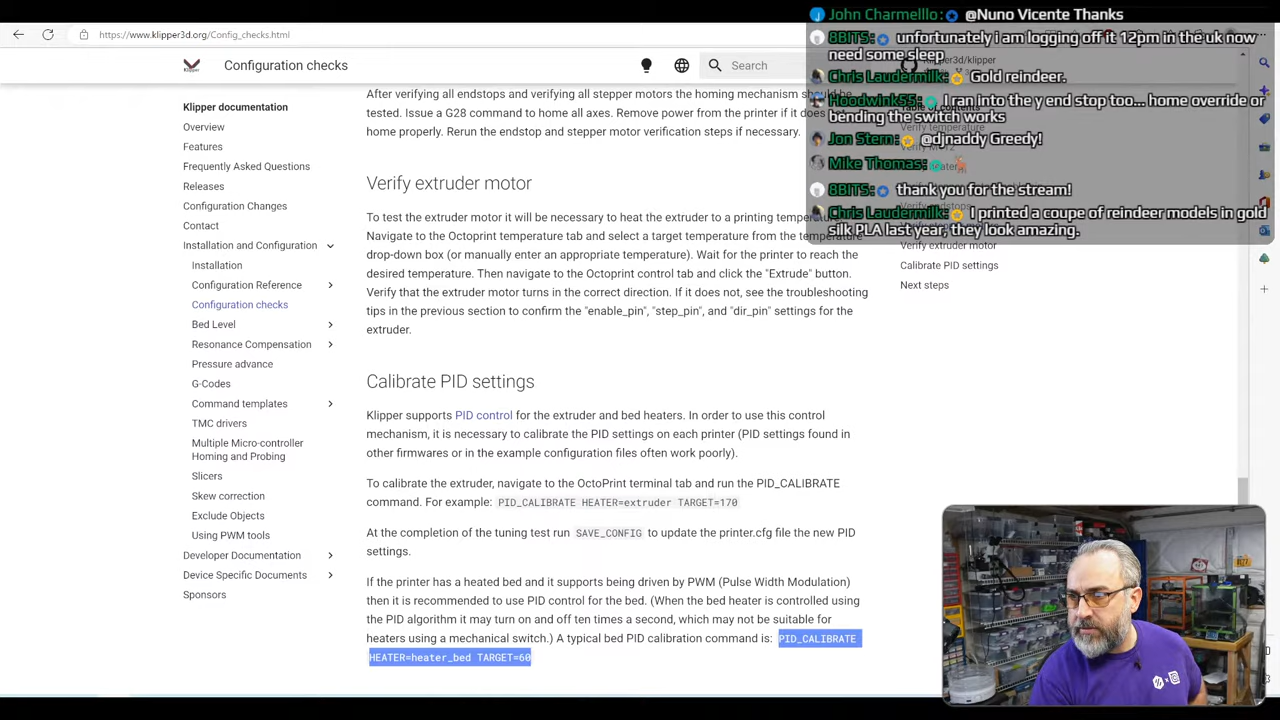 https://www.klipper3d.org/Config_checks.html
Klipper
Configuration checks
Search
klipper3d/klipper
Klipper documentation
Overview
Features
Frequently Asked Questions
Releases
Configuration Changes
Contact
Installation and Configuration
Installation
Configuration Reference
Configuration checks
Bed Level
Resonance Compensation
Pressure advance
G-Codes
Command templates
TMC drivers
Multiple Micro-controller
Homing and Probing
Slicers
Skew correction
Exclude Objects
Using PWM tools
Developer Documentation
Device Specific Documents
Sponsors
After verifying all endstops and verifying all stepper motors the homing mechanism should be
tested. Issue a G28 command to home all axes. Remove power from the printer if it does not
home properly. Rerun the endstop and stepper motor verification steps if necessary.
Verify extruder motor
To test the extruder motor it will be necessary to heat the extruder to a printing temperature.
Navigate to the Octoprint temperature tab and select a target temperature from the temperature
drop-down box (or manually enter an appropriate temperature). Wait for the printer to reach the
desired temperature. Then navigate to the Octoprint control tab and click the "Extrude" button.
Verify that the extruder motor turns in the correct direction. If it does not, see the troubleshooting
tips in the previous section to confirm the "enable_pin", "step_pin", and "dir_pin" settings for the
extruder.
Calibrate PID settings
Klipper supports PID control for the extruder and bed heaters. In order to use this control
mechanism, it is necessary to calibrate the PID settings on each printer (PID settings found in
other firmwares or in the example configuration files often work poorly).
To calibrate the extruder, navigate to the OctoPrint terminal tab and run the PID_CALIBRATE
command. For example: PID_CALIBRATE HEATER=extruder TARGET=170
At the completion of the tuning test run SAVE_CONFIG to update the printer.cfg file the new PID
settings.
If the printer has a heated bed and it supports being driven by PWM (Pulse Width Modulation)
then it is recommended to use PID control for the bed. (When the bed heater is controlled using
the PID algorithm it may turn on and off ten times a second, which may not be suitable for
heaters using a mechanical switch.) A typical bed PID calibration command is: PID_CALIBRATE
HEATER=heater_bed TARGET=60
John Charmelllo: @Nuno Vicente Thanks
8BITS: unfortunately i am logging off it 12pm in the uk now
need some sleep
Chris Laudermilk: Gold reindeer.
Hoodwink55: I ran into the y end stop too... home override or
bending the switch works
Jon Stern: @djnaddy Greedy!
Mike Thomas:
8BITS: thank you for the stream!
Chris Laudermilk: I printed a coupe of reindeer models in gold
silk PLA last year, they look amazing.
Verify extruder motor
Calibrate PID settings
Next steps